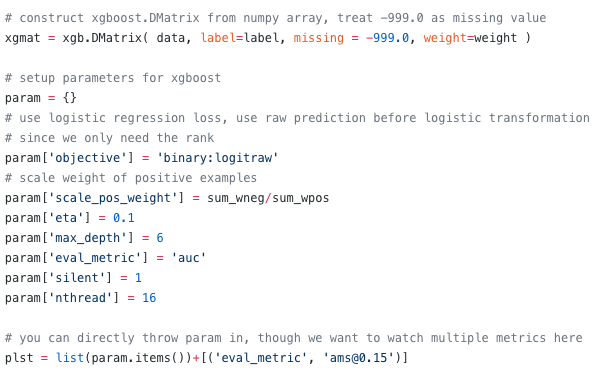 # construct xgboost.DMatrix from numpy array, treat -999.0 as missing value
xgmat = xgb.DMatrix( data, label=label, missing = -999.0, weight=weight )
# setup parameters for xgboost
param = {}
# use logistic regression loss, use raw prediction before logistic transformation
# since we only need the rank
param['objective'] = 'binary:logitraw'
# scale weight of positive examples
param['scale_pos_weight'] = sum_wneg/sum_wpos
param['eta'] = 0.1
param['max_depth'] = 6
param['eval_metric'] = 'auc'
param['silent'] = 1
param['nthread'] = 16
# you can directly throw param in, though we want to watch multiple metrics here
plst = list(param.items())+[('eval_metric', 'ams@0.15')]